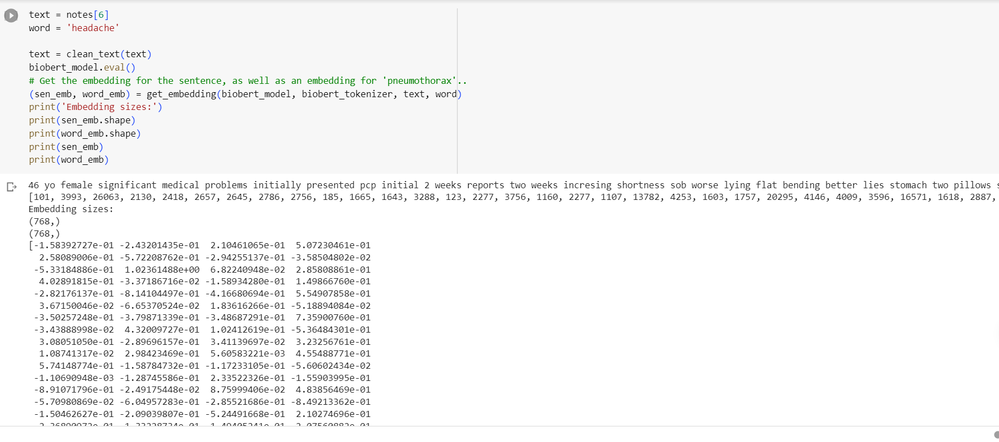 text = notes[6]
word = 'headache'
text = clean_text(text)
biobert_model.eval()
# Get the embedding for the sentence, as well as an embedding for 'pneumothorax'..
(sen_emb, word_emb) = get_embedding(biobert_model, biobert_tokenizer, text, word)
print('Embedding sizes:')
print(sen_emb.shape)
print(word_emb.shape)
print(sen_emb)
print(word_emb)
46 yo female significant medical problems initially presented pcp initial 2 weeks reports two weeks incresing shortness sob worse lying flat bending better lies stomach two pillows
[101, 3993, 26063, 2130, 2418, 2657, 2645, 2786, 2756, 185, 1665, 1643, 3288, 123, 2277, 3756, 1160, 2277, 1107, 13782, 4253, 1603, 1757, 20295, 4146, 4009, 3596, 16571, 1618, 2887,
Embedding sizes:
(768,)
(768,)
[-1.58392727e-01 -2.43201435e-01 2.10461065e-01 5.07230461e-01
2.58089006e-01 -5.72208762e-01 -2.94255137e-01 -3.58504802e-02
-5.33184886e-01 1.02361488e+00 6.82240948e-02 2.85808861e-01
4.02891815e-01 -3.37186716e-02 -1.58934280e-01 1.49866760e-01
-2.82176137e-01 -8.14104497e-01 -4.16680694e-01 5.54907858e-01
3.67150046e-02 -6.65370524e-02 1.83616266e-01 -5.18894084e-02
-3.50257248e-01 -3.79871339e-01 -3.48687291e-01 7.35900760e-01
-3.43888998e-02 4.32009727e-01 1.02412619e-01 -5.36484301e-01
3.08051050e-01 -2.89696157e-01 3.41139697e-02 3.23256761e-01
1.08741317e-02 2.98423469e-01 5.60583221e-03 4.55488771e-01
5.74148774e-01 -1.58784732e-01 -1.17233105e-01 -5.60602434e-02
-1.10690948e-03 -1.28745586e-01 2.33522326e-01 -1.55903995e-01
-8.91071796e-01 -2.49175448e-02 8.75999406e-02 4.83856469e-01
-5.70980869e-02 -6.04957283e-01 -2.85521686e-01 -8.49213362e-01
-1.50462627e-01 -2.09039807e-01 -5.24491668e-01 2.10274696e-01